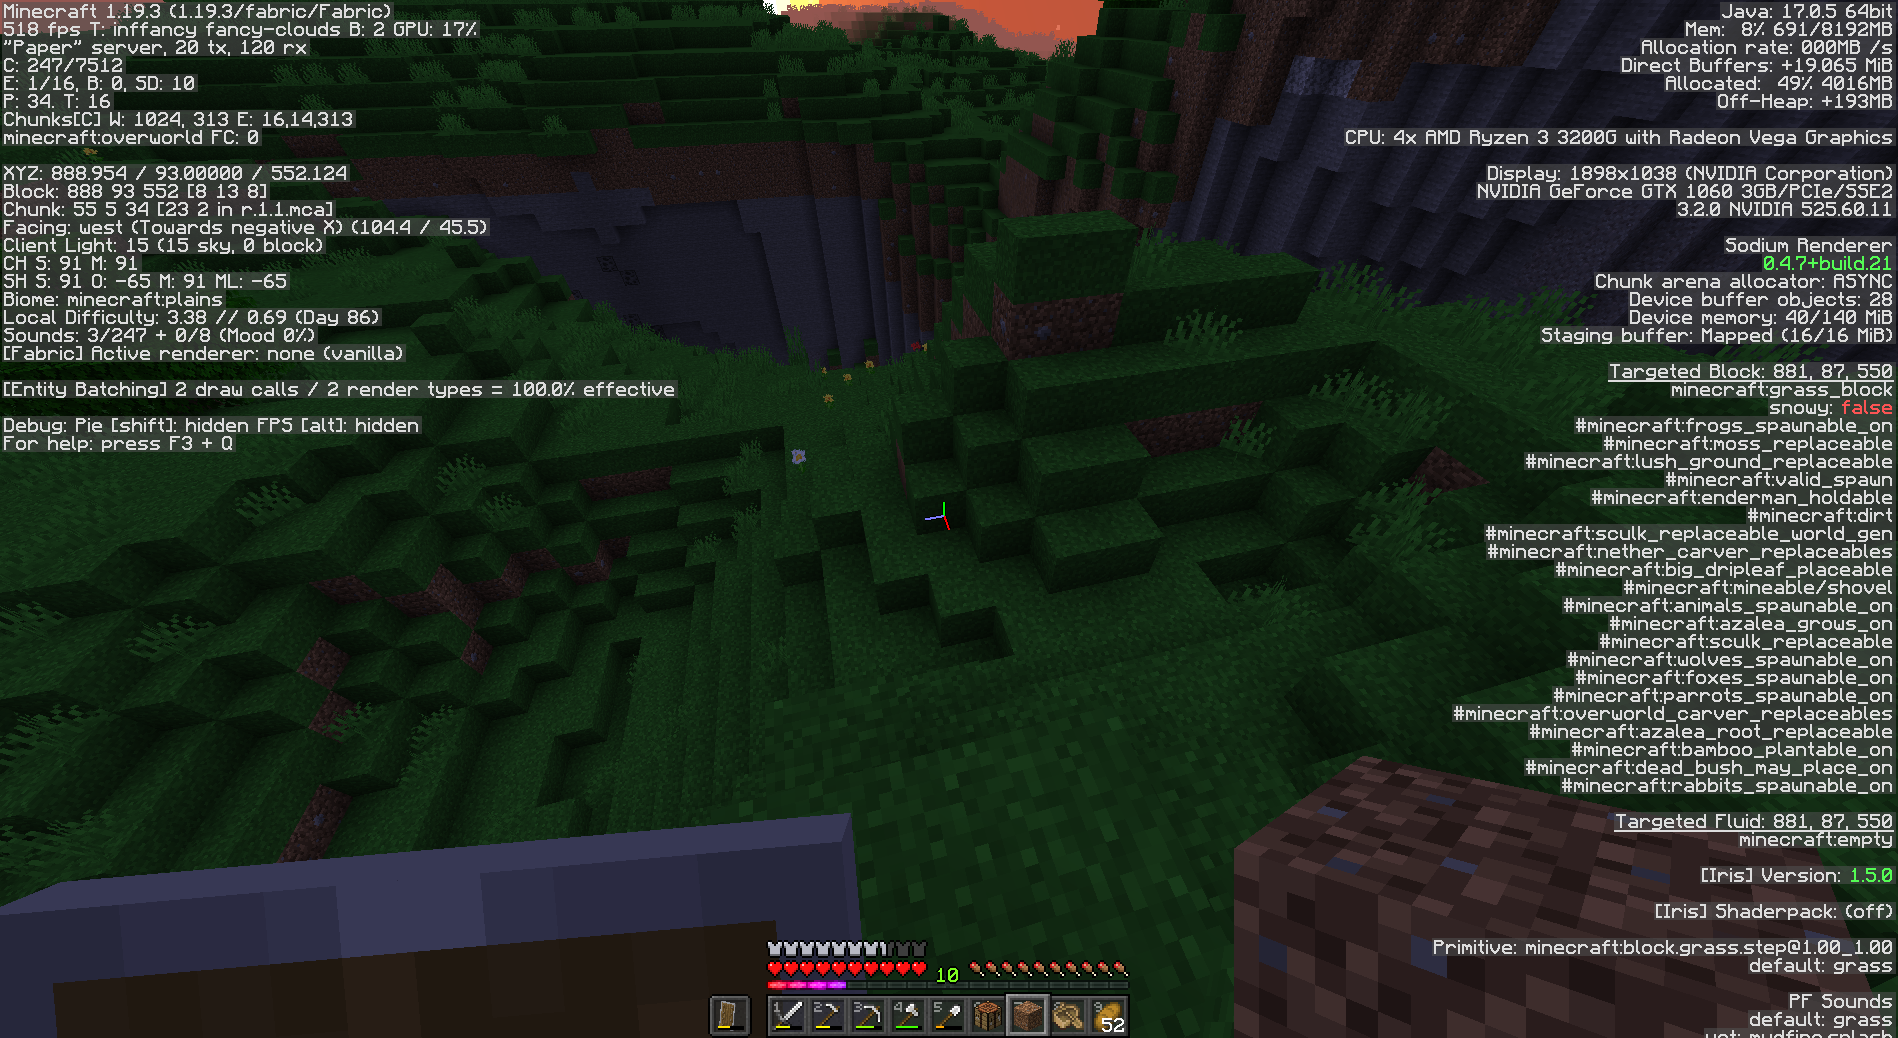 Minecraft 1.19.3 (1.19.3/fabric/Fabric)
518 fps T: inffancy fancy-clouds B: 2 GPU: 17%
"Paper" server, 20 tx, 120 rx
C: 247/7512
E: 1/16, B: 0, SD: 10
P: 34. T: 16
Chunks[C] W: 1024, 313 E: 16,14,313
minecraft:overworld FC: 0
XYZ: 888.954 / 93.00000 / 552.124
Block: 888 93 552 [8 13 8]
Chunk: 55 5 34 [23 2 in r.1.1.mca]
Facing: west (Towards negative X) (104.4 / 45.5)
Client Light: 15 (15 sky, 0 block)
CH S: 91 M: 91
SH S: 91 O: -65 M: 91 ML: -65
Biome: minecraft:plains
Local Difficulty: 3.38 // 0.69 (Day 86)
Sounds: 3/247 + 0/8 (Mood 0%)
[Fabric] Active renderer: none (vanilla)
[Entity Batching] 2 draw calls / 2 render types = 100.0% effective
Debug: Pie [shift]: hidden FPS [alt]: hidden
For help: press F3 + Q
Java: 17.0.5 64bit
Mem: 8% 691/8192MB
Allocation rate: 000MB /s
Direct Buffers: +19.065 MiB
Allocated: 49% 4016MB
Off-Heap: +193MB
CPU: 4x AMD Ryzen 3 3200G with Radeon Vega Graphics
Display: 1898x1038 (NVIDIA Corporation)
NVIDIA GeForce GTX 1060 3GB/PCIe/SSE2
3.2.0 NVIDIA 525.60.11
Sodium Renderer
0.4.7+build.21
Chunk arena allocator: ASYNC
Device buffer objects: 28
Device memory: 40/140 MiB
Staging buffer: Mapped (16/16 MiB)
Targeted Block: 881, 87, 550
minecraft:grass_block
snowy: false
#minecraft:frogs_spawnable_on
#minecraft:moss_replaceable
#minecraft:lush_ground_replaceable
#minecraft:valid_spawn
#minecraft:enderman_holdable
#minecraft:dirt
#minecraft:sculk_replaceable_world_gen
#minecraft:nether_carver_replaceables
#minecraft:big_dripleaf_placeable
#minecraft:mineable/shovel
#minecraft:animals_spawnable_on
#minecraft:azalea_grows_on
#minecraft:sculk_replaceable
#minecraft:wolves_spawnable_on
#minecraft:foxes_spawnable_on
#minecraft:parrots_spawnable_on
#minecraft:overworld_carver_replaceables
#minecraft:azalea_root_replaceable
#minecraft:bamboo_plantable_on
#minecraft:dead_bush_may_place_on
#minecraft:rabbits_spawnable_on
Targeted Fluid: 881, 87, 550
minecraft:empty
[Iris] Version: 1.5.0
[Iris] Shaderpack: (off)
Primitive: minecraft:block.grass.step@1.00_1.00
default: grass
PF Sounds
default: grass
10
1 2 3 4 5 9
52